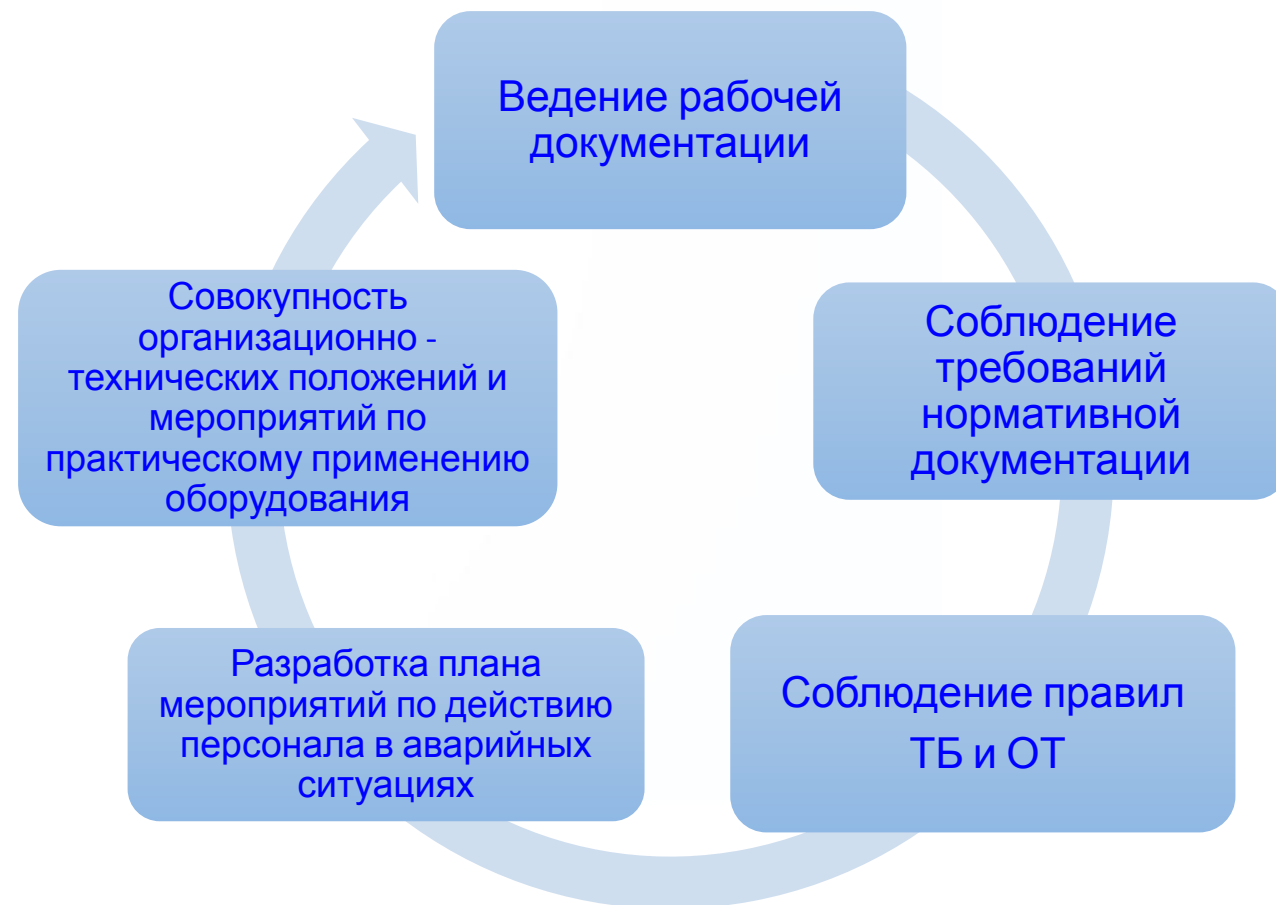 Ведение рабочей
документации
Соблюдение
требований
нормативной
документации
Соблюдение правил
ТБ и ОТ
Разработка плана
мероприятий по действию
персонала в аварийных
ситуациях
Совокупность
организационно -
технических положений и
мероприятий по
практическому применению
оборудования